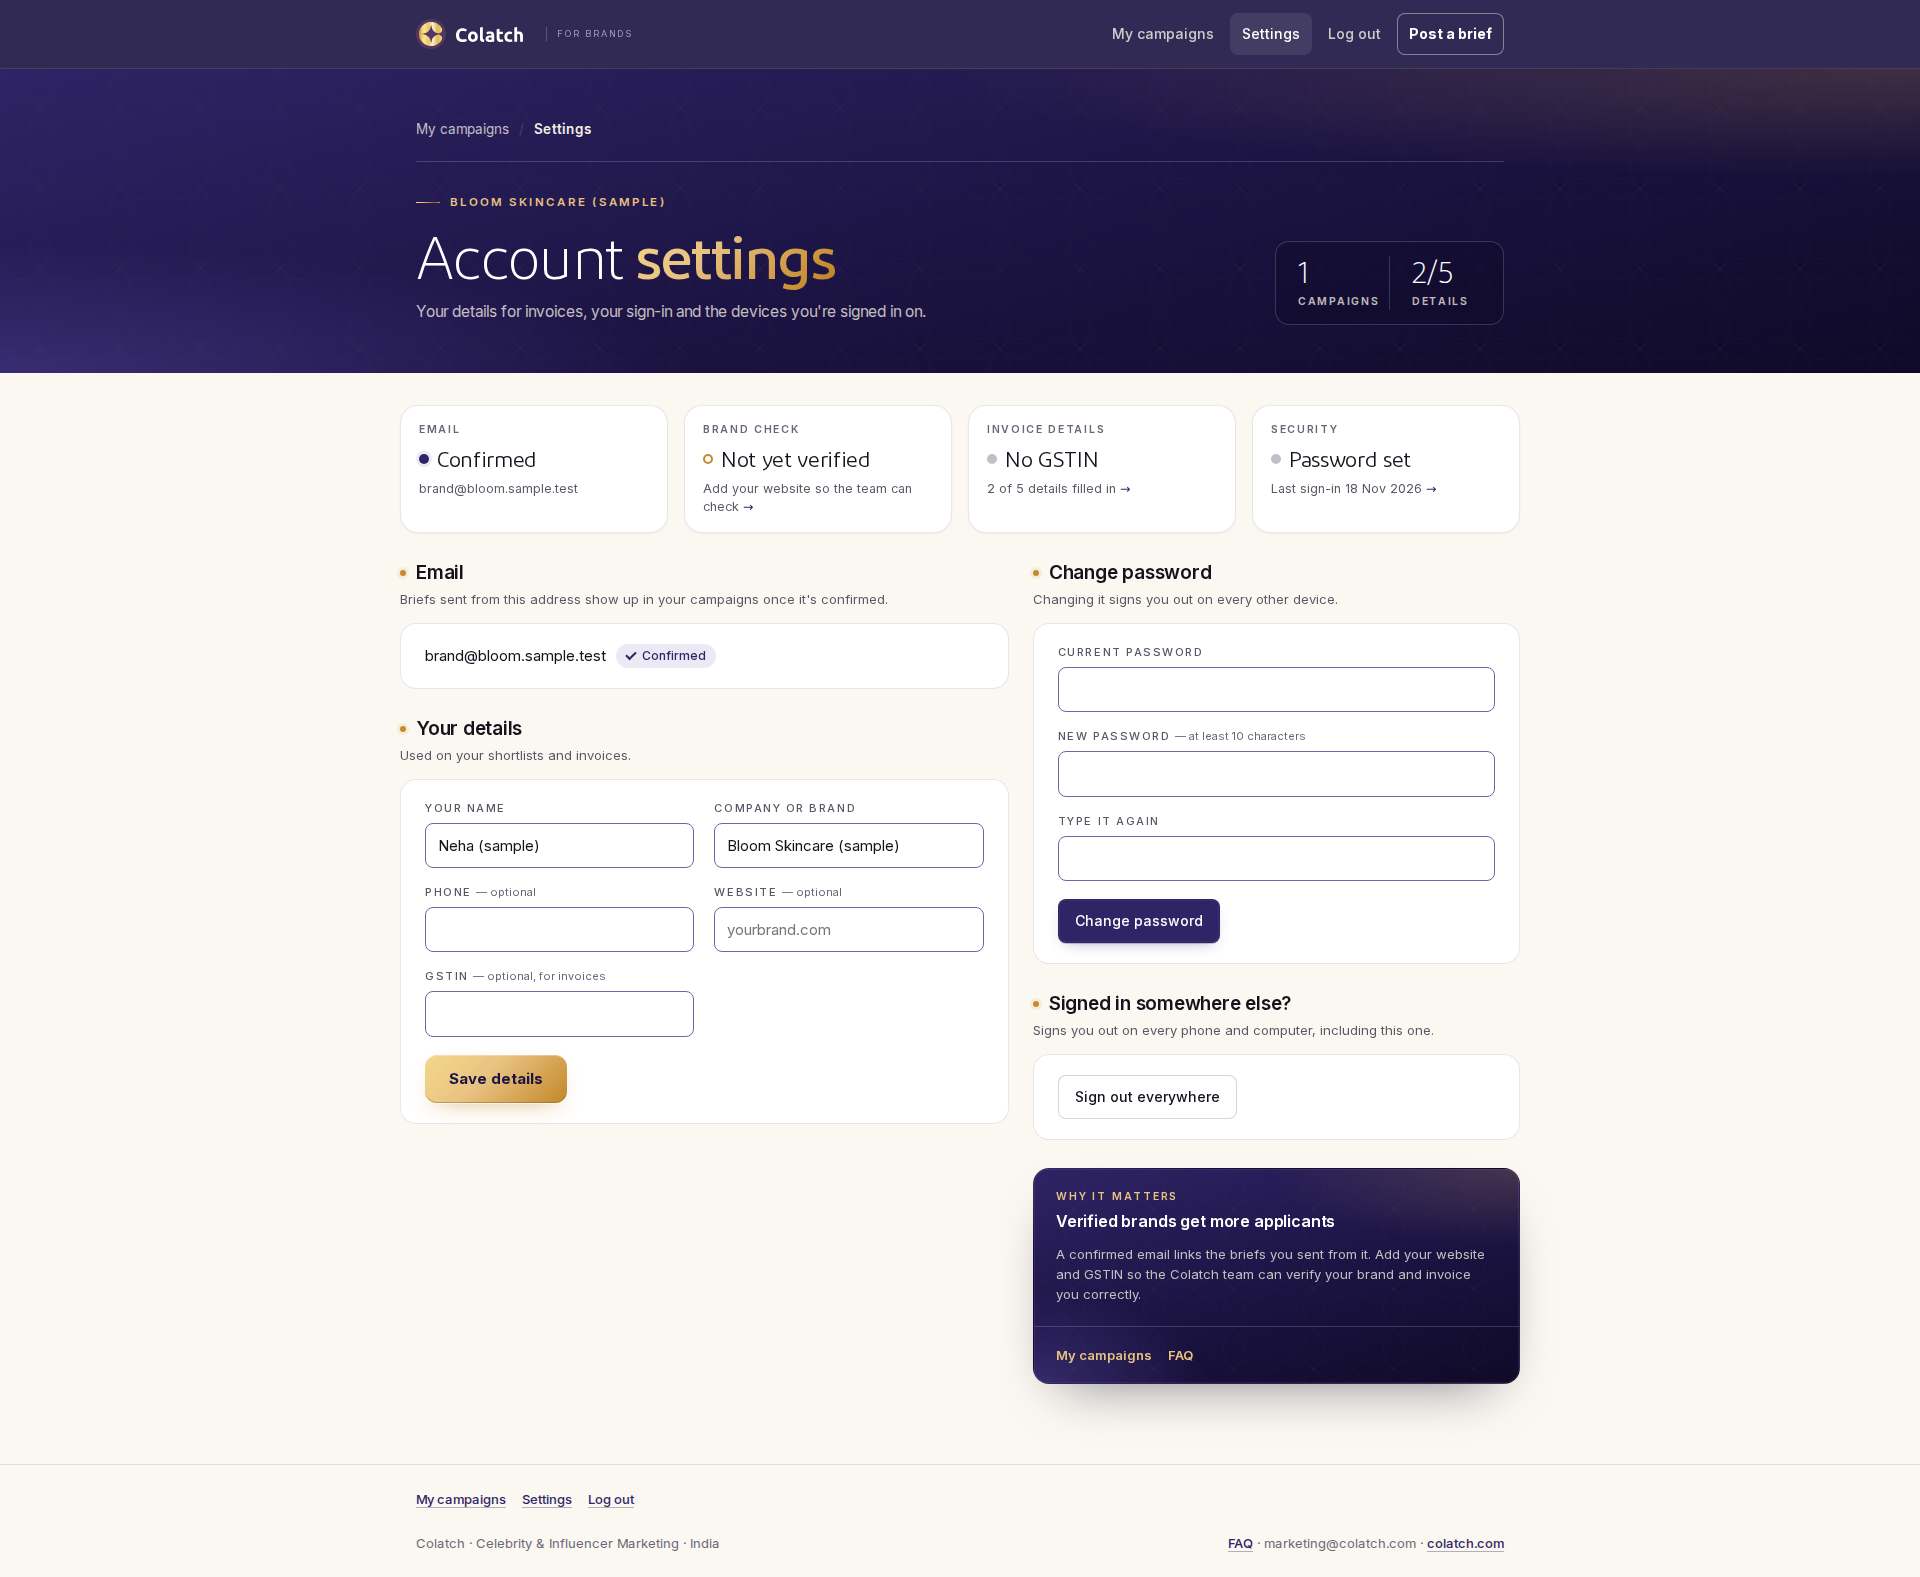 Colatch
FOR BRANDS
My campaigns
Settings
Log out
Post a brief
My campaigns / Settings
BLOOM SKINCARE (SAMPLE)
Account settings
Your details for invoices, your sign-in and the devices you're signed in on.
1
CAMPAIGNS
2/5
DETAILS
EMAIL
Confirmed
brand@bloom.sample.test
BRAND CHECK
Not yet verified
Add your website so the team can
check →
INVOICE DETAILS
No GSTIN
2 of 5 details filled in →
SECURITY
Password set
Last sign-in 18 Nov 2026 →
Email
Briefs sent from this address show up in your campaigns once it's confirmed.
brand@bloom.sample.test ✓ Confirmed
Your details
Used on your shortlists and invoices.
YOUR NAME
Neha (sample)
COMPANY OR BRAND
Bloom Skincare (sample)
PHONE — optional
WEBSITE — optional
yourbrand.com
GSTIN — optional, for invoices
Save details
Change password
Changing it signs you out on every other device.
CURRENT PASSWORD
NEW PASSWORD — at least 10 characters
TYPE IT AGAIN
Change password
Signed in somewhere else?
Signs you out on every phone and computer, including this one.
Sign out everywhere
WHY IT MATTERS
Verified brands get more applicants
A confirmed email links the briefs you sent from it. Add your website
and GSTIN so the Colatch team can verify your brand and invoice
you correctly.
My campaigns FAQ
My campaigns Settings Log out
Colatch · Celebrity & Influencer Marketing · India
FAQ · marketing@colatch.com · colatch.com